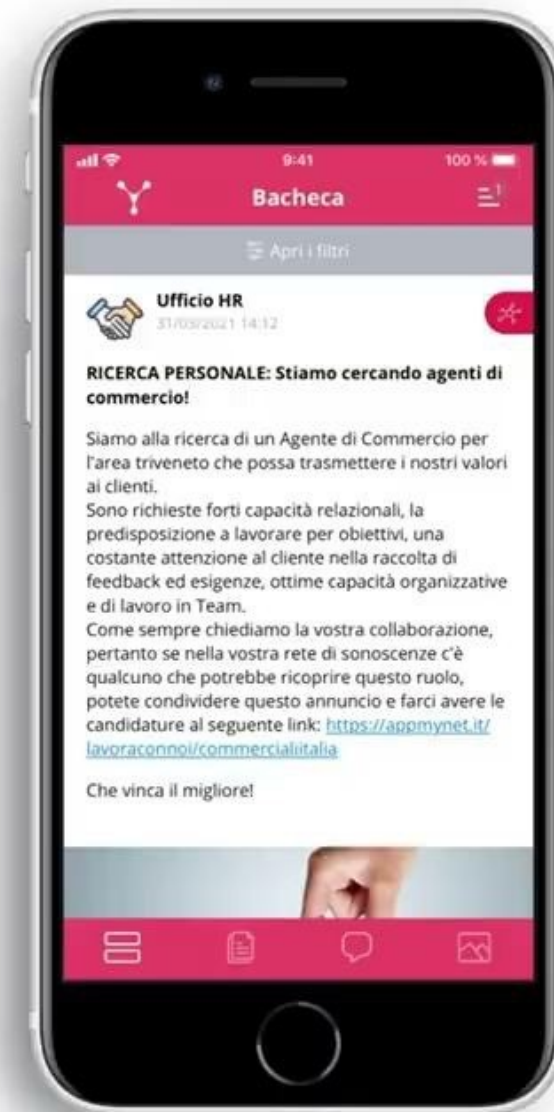 9:41
100 %
Bacheca
1
Apri i filtri
Ufficio HR
31/03/2021 14:12
RICERCA PERSONALE: Stiamo cercando agenti di
commercio!
Siamo alla ricerca di un Agente di Commercio per
l'area triveneto che possa trasmettere i nostri valori
ai clienti.
Sono richieste forti capacità relazionali, la
predisposizione a lavorare per obiettivi, una
costante attenzione al cliente nella raccolta di
feedback ed esigenze, ottime capacità organizzative
e di lavoro in Team.
Come sempre chiediamo la vostra collaborazione,
pertanto se nella vostra rete di sonoscenze c'è
qualcuno che potrebbe ricoprire questo ruolo,
potete condividere questo annuncio e farci avere le
candidature al seguente link: https://appmynet.it/
lavoraconnoi/commercialiitalia
Che vinca il migliore!